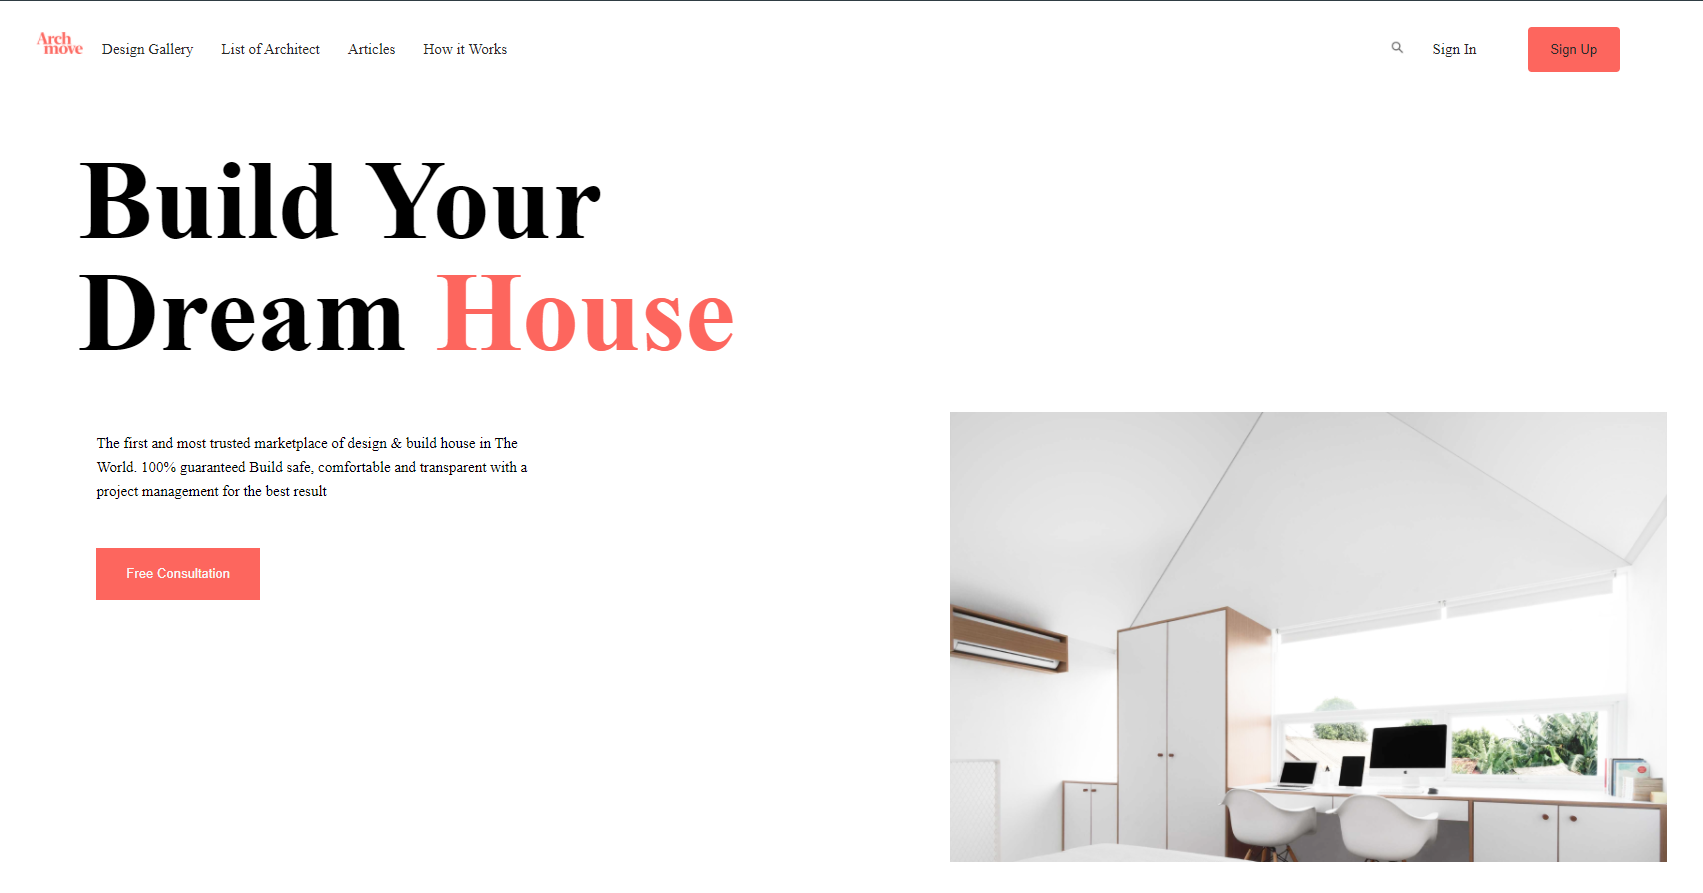 Arch
move
Design Gallery
List of Architect
Articles
How it Works
Sign In
Sign Up
Build Your
Dream House
The first and most trusted marketplace of design & build house in The
World. 100% guaranteed Build safe, comfortable and transparent with a
project management for the best result
Free Consultation